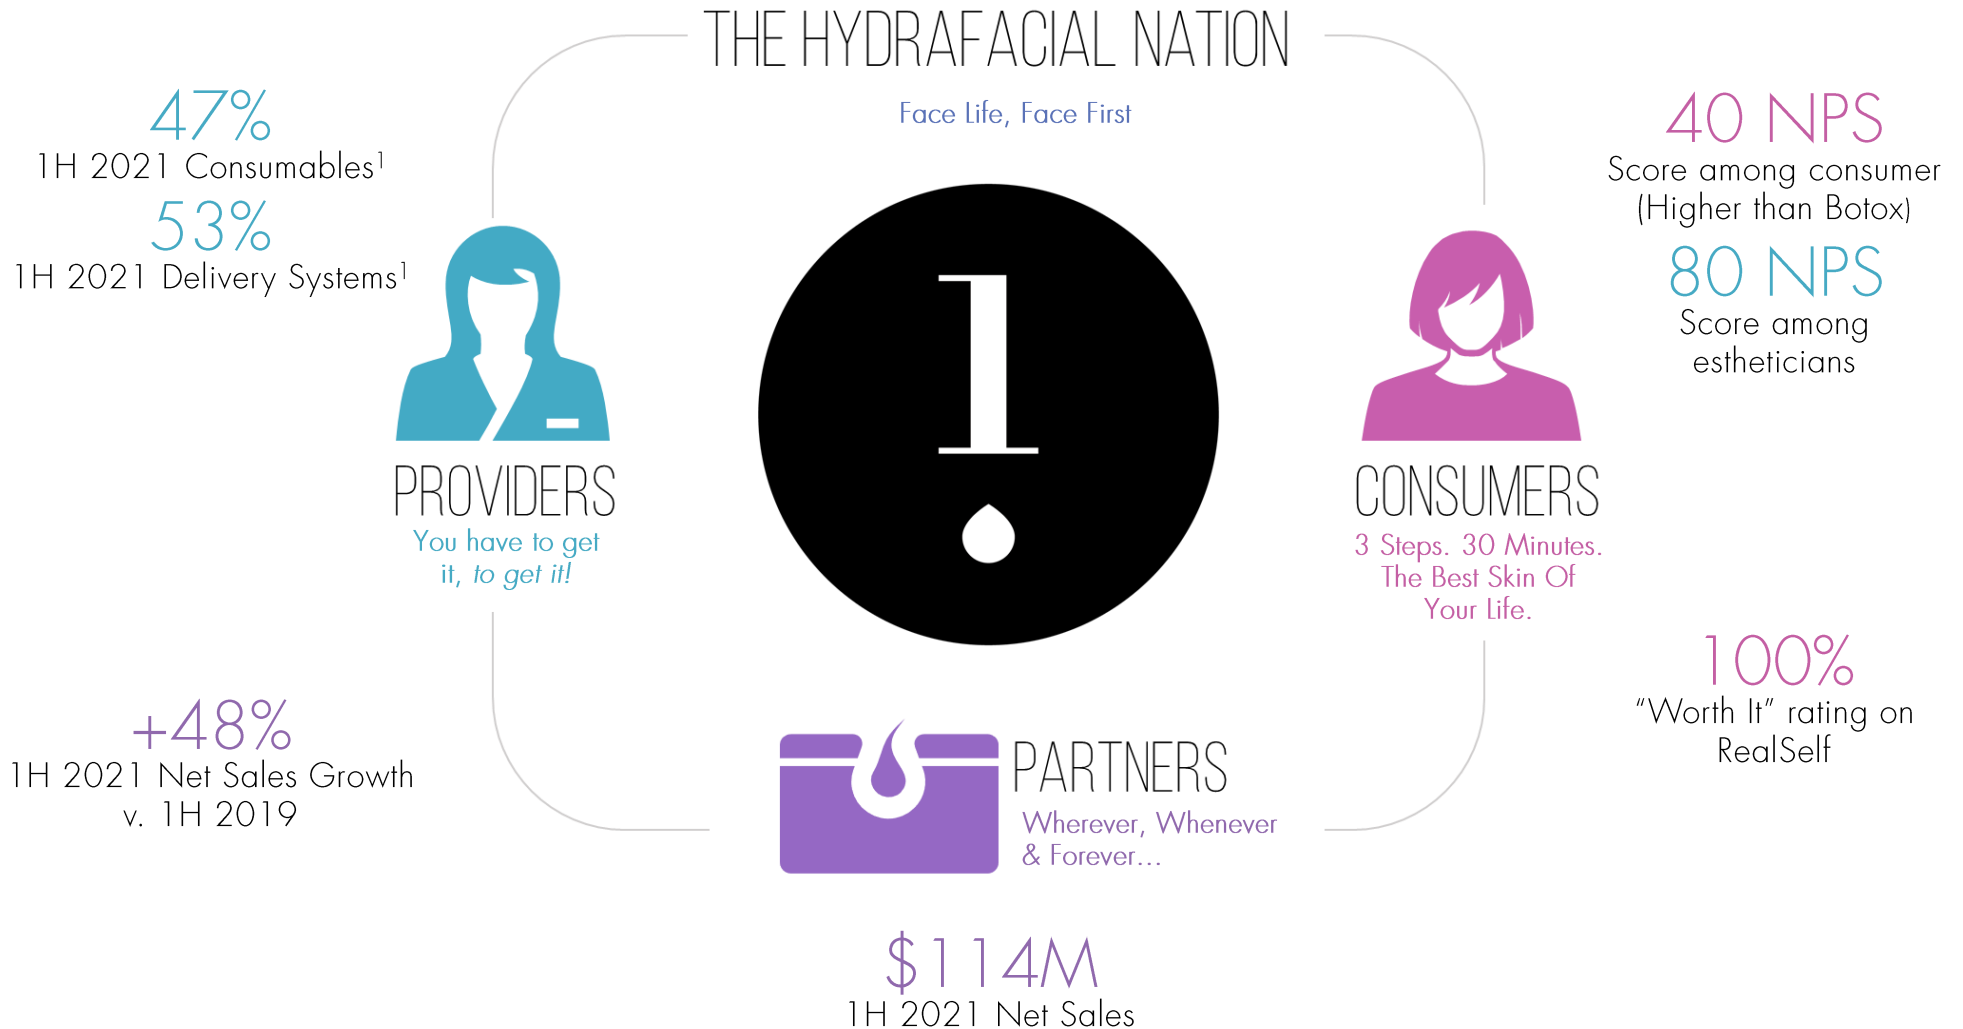 THE HYDRAFACIAL NATION
Face Life, Face First
47%
1H 2021 Consumables¹
53%
1H 2021 Delivery Systems¹
PROVIDERS
You have to get
it, to get it!
+48%
1H 2021 Net Sales Growth
v. 1H 2019
1
40 NPS
Score among consumer
(Higher than Botox)
80 NPS
Score among
estheticians
CONSUMERS
3 Steps. 30 Minutes.
The Best Skin Of
Your Life.
100%
“Worth It” rating on
RealSelf
PARTNERS
Wherever, Whenever
& Forever...
$114M
1H 2021 Net Sales